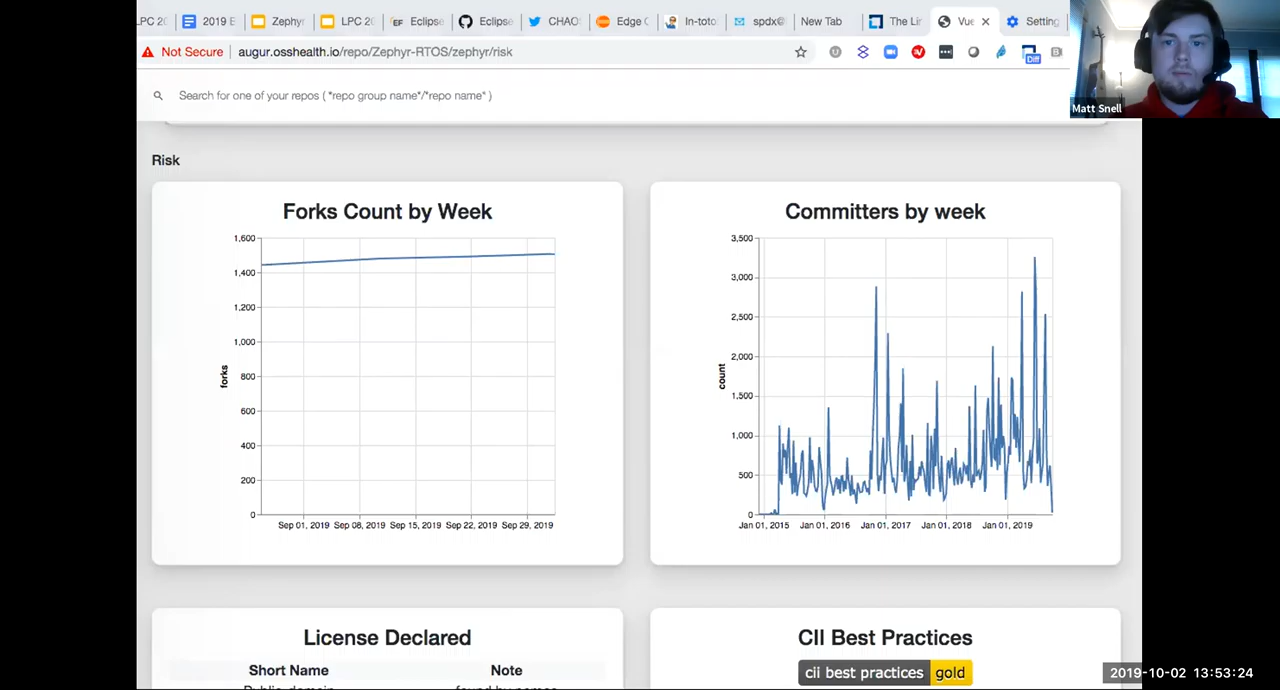 LPC 20 2019 E Zephyr LPC 20 EF Eclipse Eclipse CHAOS Edge C In-toto spdx@ New Tab The Lin Vue Setting
Not Secure augur.osshealth.io/repo/Zephyr-RTOS/zephyr/risk
Diff
Search for one of your repos ( *repo group name*/*repo name* )
Matt Snell
Risk
Forks Count by Week
1,600
1,400
1,200
1,000
800
600
400
200
0
forks
Sep 01, 2019 Sep 08, 2019 Sep 15, 2019 Sep 22, 2019 Sep 29, 2019
Committers by week
3,500
3,000
2,500
2,000
1,500
1,000
500
0
count
Jan 01, 2015 Jan 01, 2016 Jan 01, 2017 Jan 01, 2018 Jan 01, 2019
License Declared
Short Name Note
CII Best Practices
cii best practices gold
2019-10-02 13:53:24